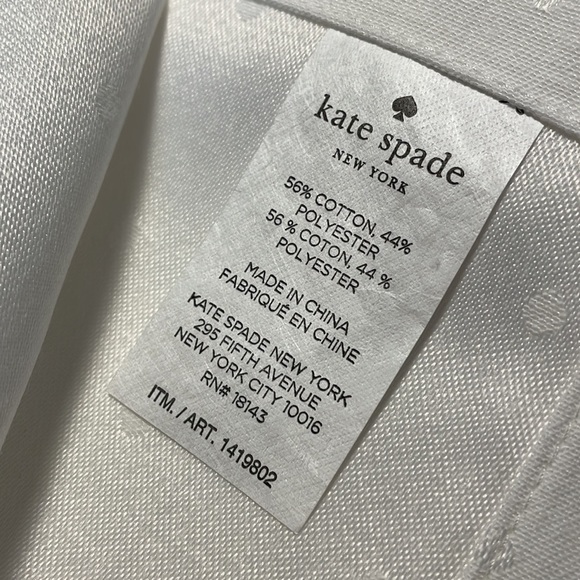 kate spade
NEW YORK
56% COTTON, 44%
POLYESTER
56 % COTON, 44 %
POLYESTER
MADE IN CHINA
FABRIQUÉ EN CHINE
KATE SPADE NEW YORK
295 FIFTH AVENUE
NEW YORK CITY 10016
RN# 18143
ITM. / ART. 1419802